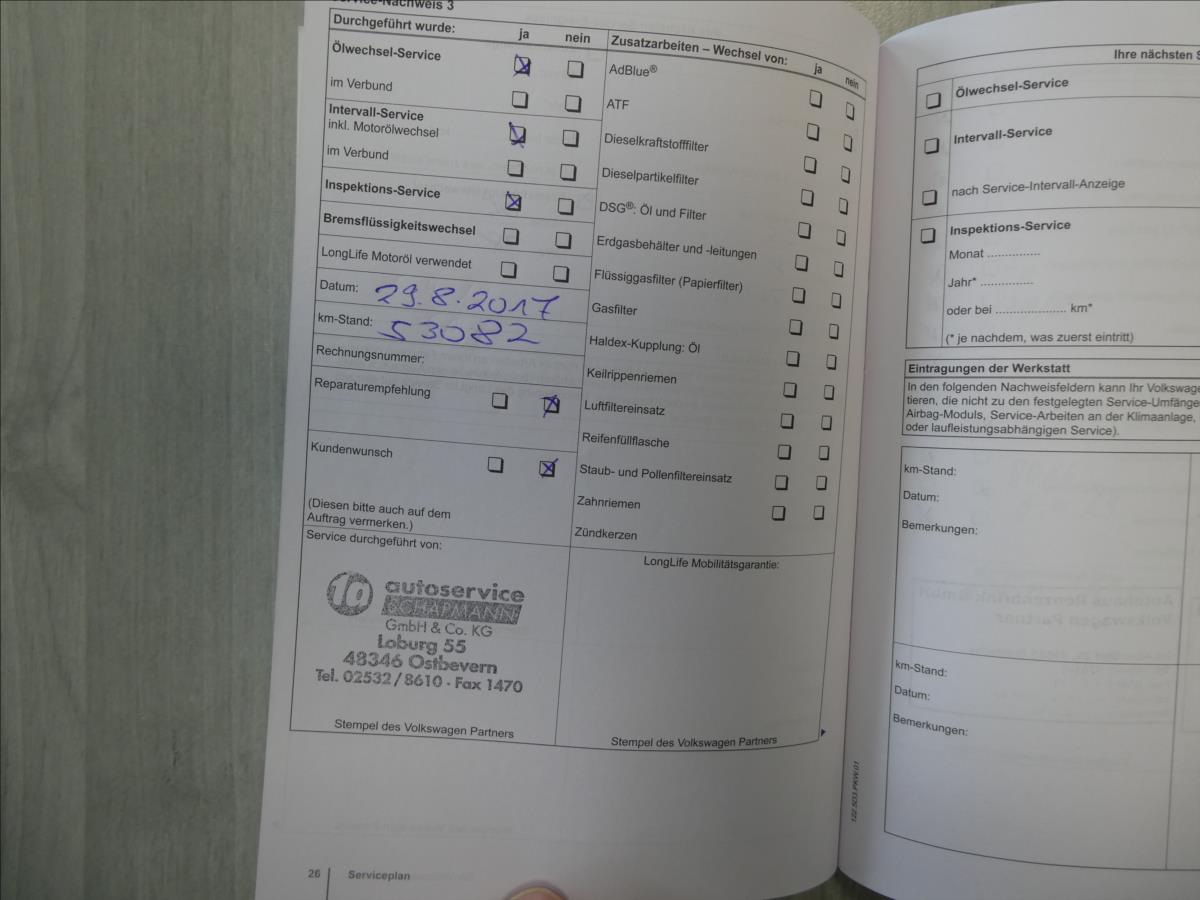 Service-Nachweis 3
Durchgeführt wurde: ja nein
Ölwechsel-Service
im Verbund
Intervall-Service
inkl. Motorölwechsel
im Verbund
Inspektions-Service
Bremsflüssigkeitswechsel
LongLife Motoröl verwendet
Datum: 29.8.2017
km-Stand: 53082
Rechnungsnummer:
Reparaturempfehlung
Kundenwunsch
(Diesen bitte auch auf dem
Auftrag vermerken.)
Service durchgeführt von:
10 autoservice
SCHAPMANN
GmbH & Co. KG
Loburg 55
48346 Ostbevern
Tel. 02532/8610 · Fax 1470
Stempel des Volkswagen Partners
Zusatzarbeiten – Wechsel von: ja nein
AdBlue®
ATF
Dieselkraftstofffilter
Dieselpartikelfilter
DSG®: Öl und Filter
Erdgasbehälter und -leitungen
Flüssiggasfilter (Papierfilter)
Gasfilter
Haldex-Kupplung: Öl
Keilrippenriemen
Luftfiltereinsatz
Reifenfüllflasche
Staub- und Pollenfiltereinsatz
Zahnriemen
Zündkerzen
LongLife Mobilitätsgarantie:
Stempel des Volkswagen Partners
26 Serviceplan
122.5D3.PKW.01
Ihre nächsten S
Ölwechsel-Service
Intervall-Service
nach Service-Intervall-Anzeige
Inspektions-Service
Monat ...............
Jahr* ...............
oder bei .................... km*
(* je nachdem, was zuerst eintritt)
Eintragungen der Werkstatt
In den folgenden Nachweisfeldern kann Ihr Volkswage
tieren, die nicht zu den festgelegten Service-Umfänge
Airbag-Moduls, Service-Arbeiten an der Klimaanlage,
oder laufleistungsabhängigen Service).
km-Stand:
Datum:
Bemerkungen:
km-Stand:
Datum:
Bemerkungen: